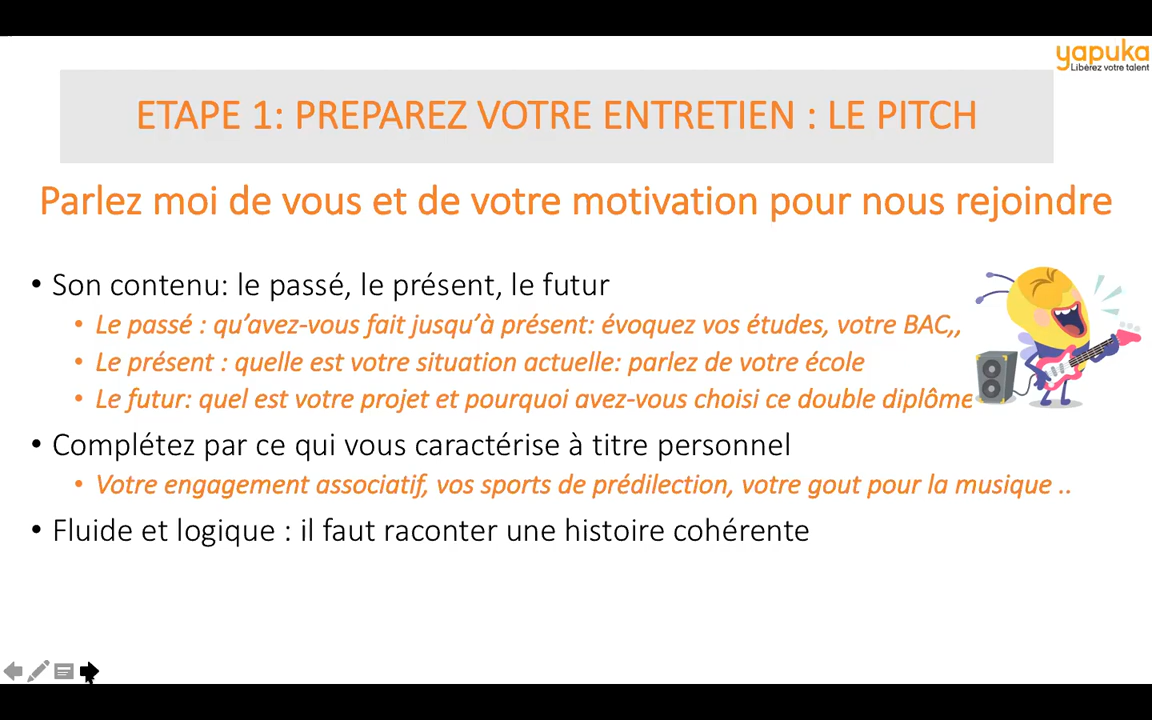 yapuka
Libérez votre talent
ETAPE 1: PREPAREZ VOTRE ENTRETIEN : LE PITCH
Parlez moi de vous et de votre motivation pour nous rejoindre
• Son contenu: le passé, le présent, le futur
• Le passé : qu’avez-vous fait jusqu’à présent: évoquez vos études, votre BAC,,
• Le présent : quelle est votre situation actuelle: parlez de votre école
• Le futur: quel est votre projet et pourquoi avez-vous choisi ce double diplôme
• Complétez par ce qui vous caractérise à titre personnel
• Votre engagement associatif, vos sports de prédilection, votre gout pour la musique ..
• Fluide et logique : il faut raconter une histoire cohérente